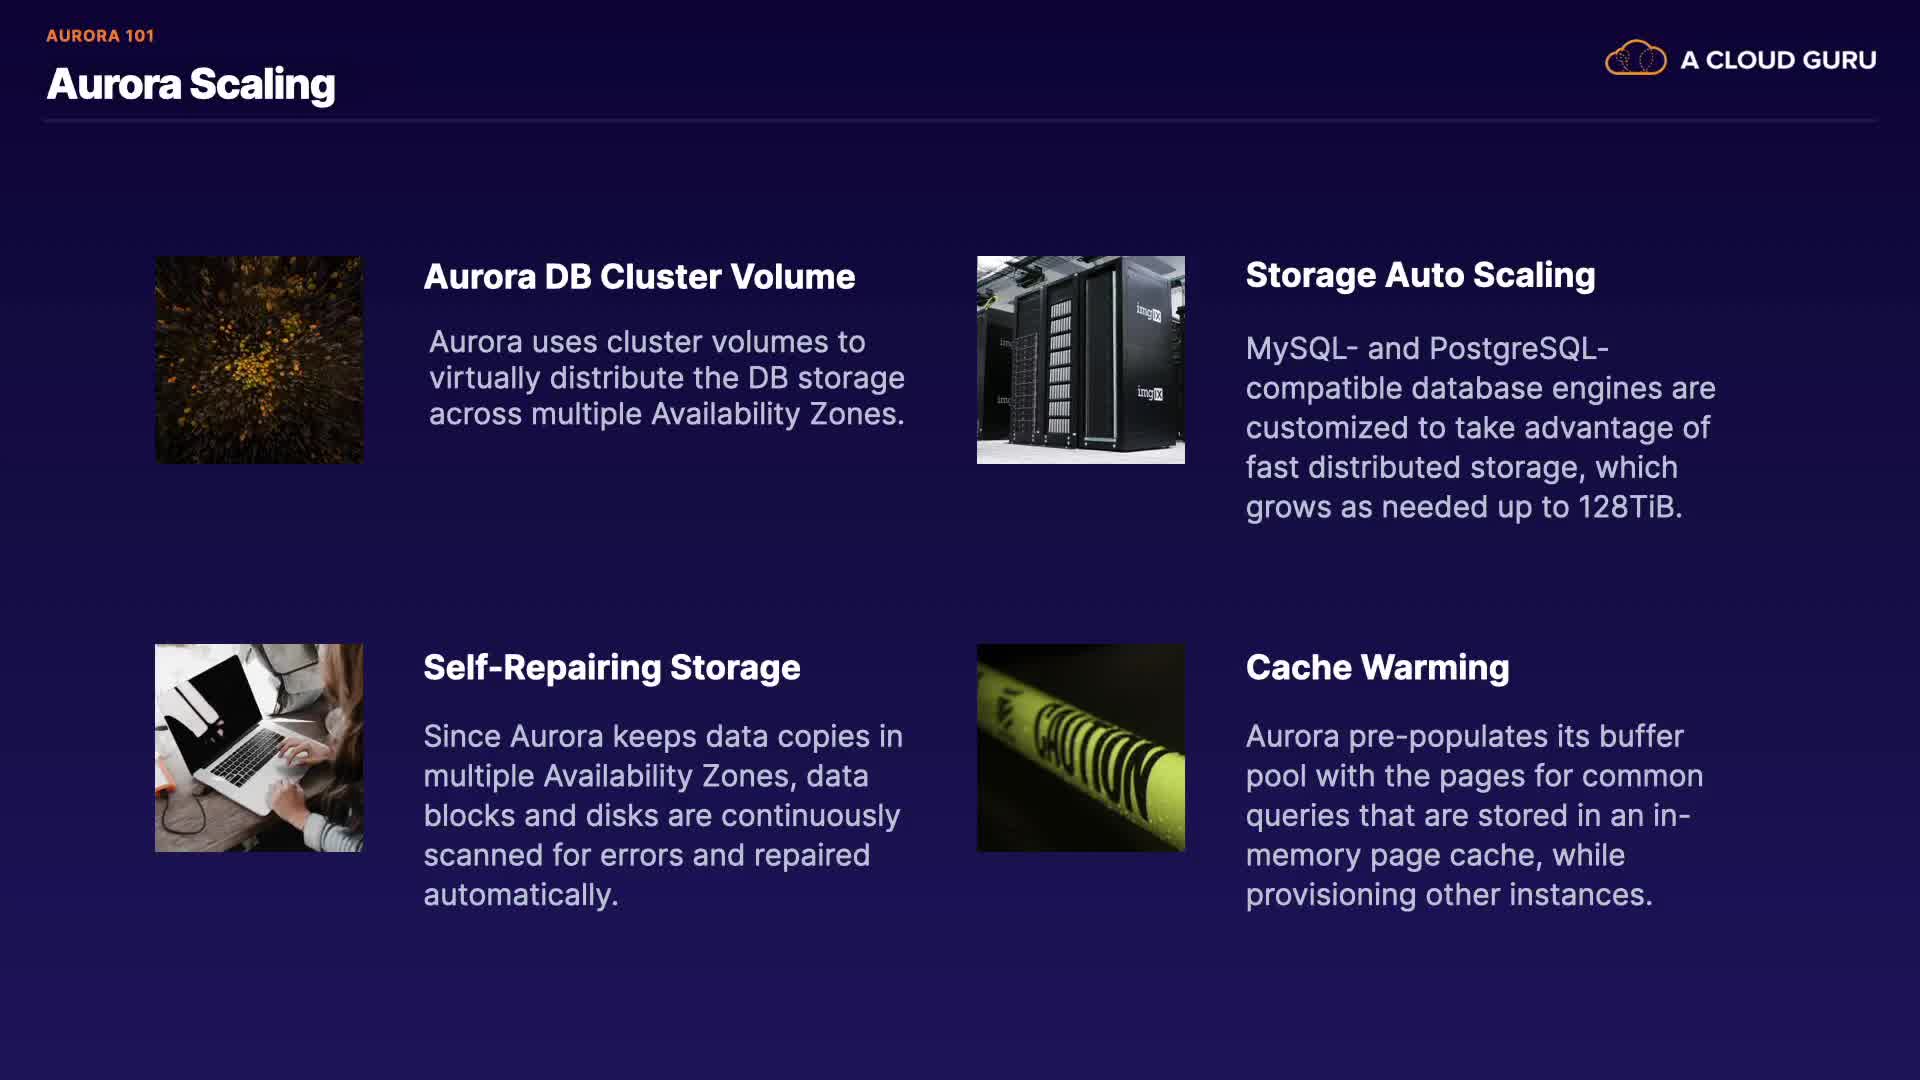 AURORA 101
Aurora Scaling
A CLOUD GURU
Aurora DB Cluster Volume
Aurora uses cluster volumes to
virtually distribute the DB storage
across multiple Availability Zones.
imgIX
imgIX
Storage Auto Scaling
MySQL- and PostgreSQL-
compatible database engines are
customized to take advantage of
fast distributed storage, which
grows as needed up to 128TiB.
Self-Repairing Storage
Since Aurora keeps data copies in
multiple Availability Zones, data
blocks and disks are continuously
scanned for errors and repaired
automatically.
CAUTION
Cache Warming
Aurora pre-populates its buffer
pool with the pages for common
queries that are stored in an in-
memory page cache, while
provisioning other instances.